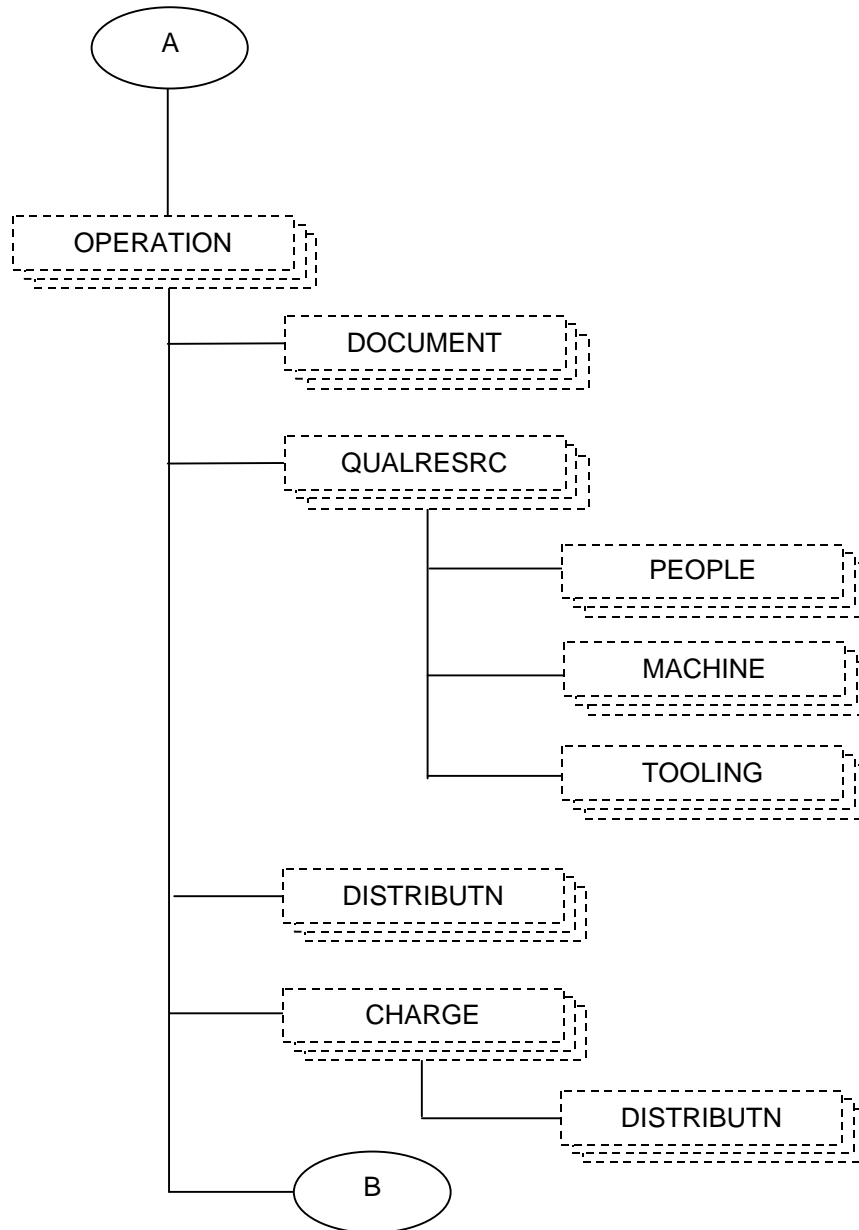 A
OPERATION
DOCUMENT
QUALRESRC
PEOPLE
MACHINE
TOOLING
DISTRIBUTN
CHARGE
DISTRIBUTN
B